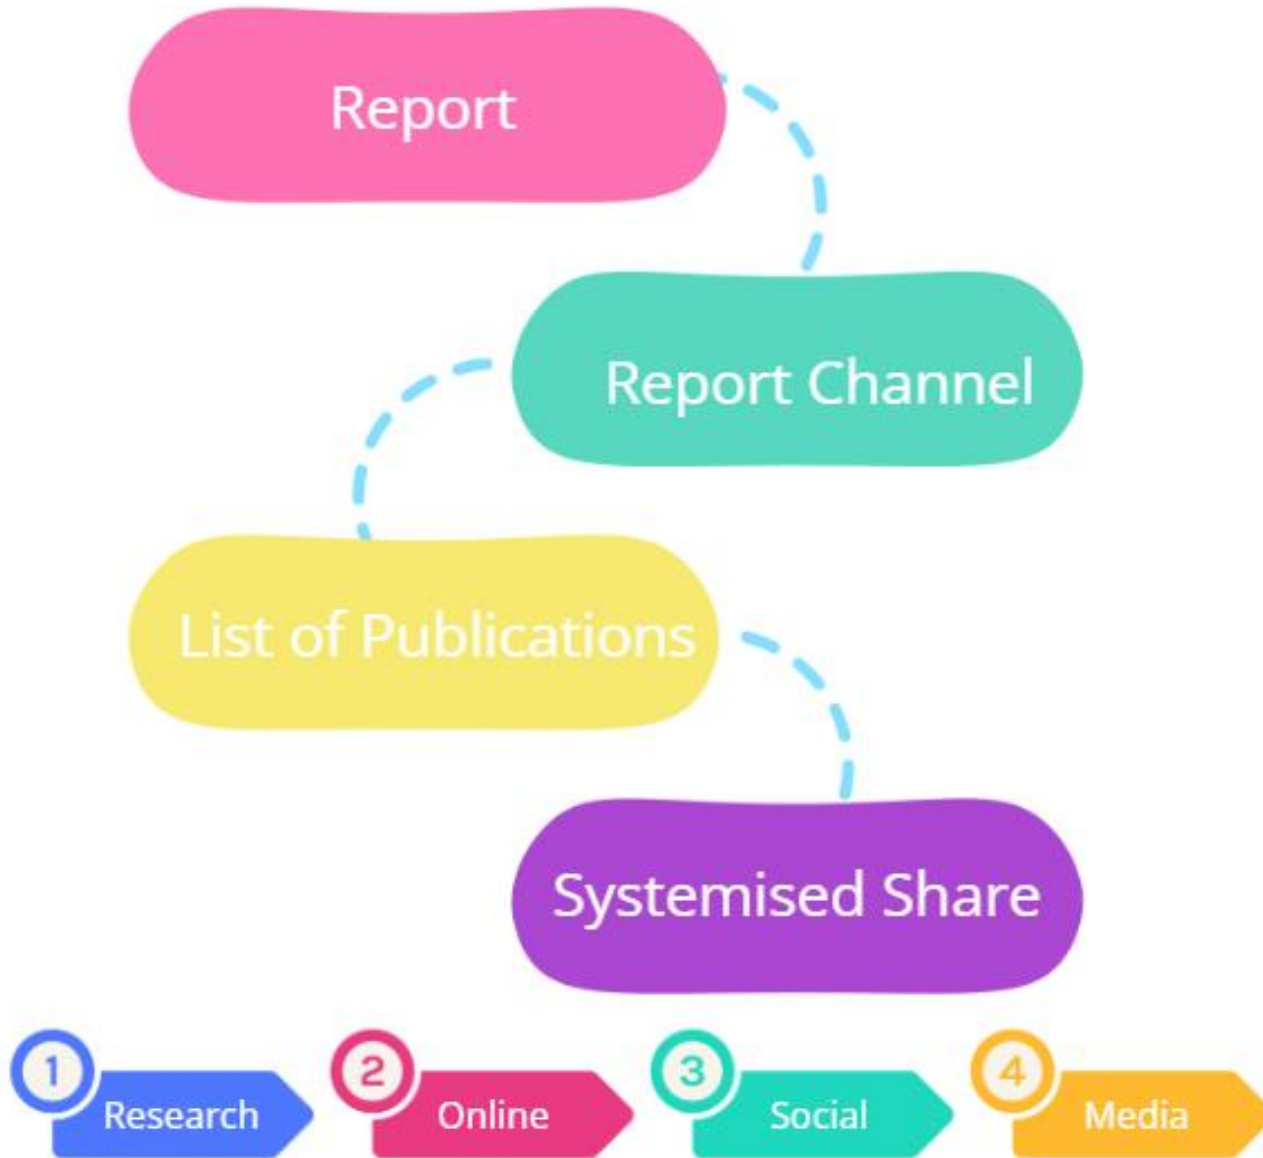 Report
Report Channel
List of Publications
Systemised Share
1
Research
2
Online
3
Social
4
Media